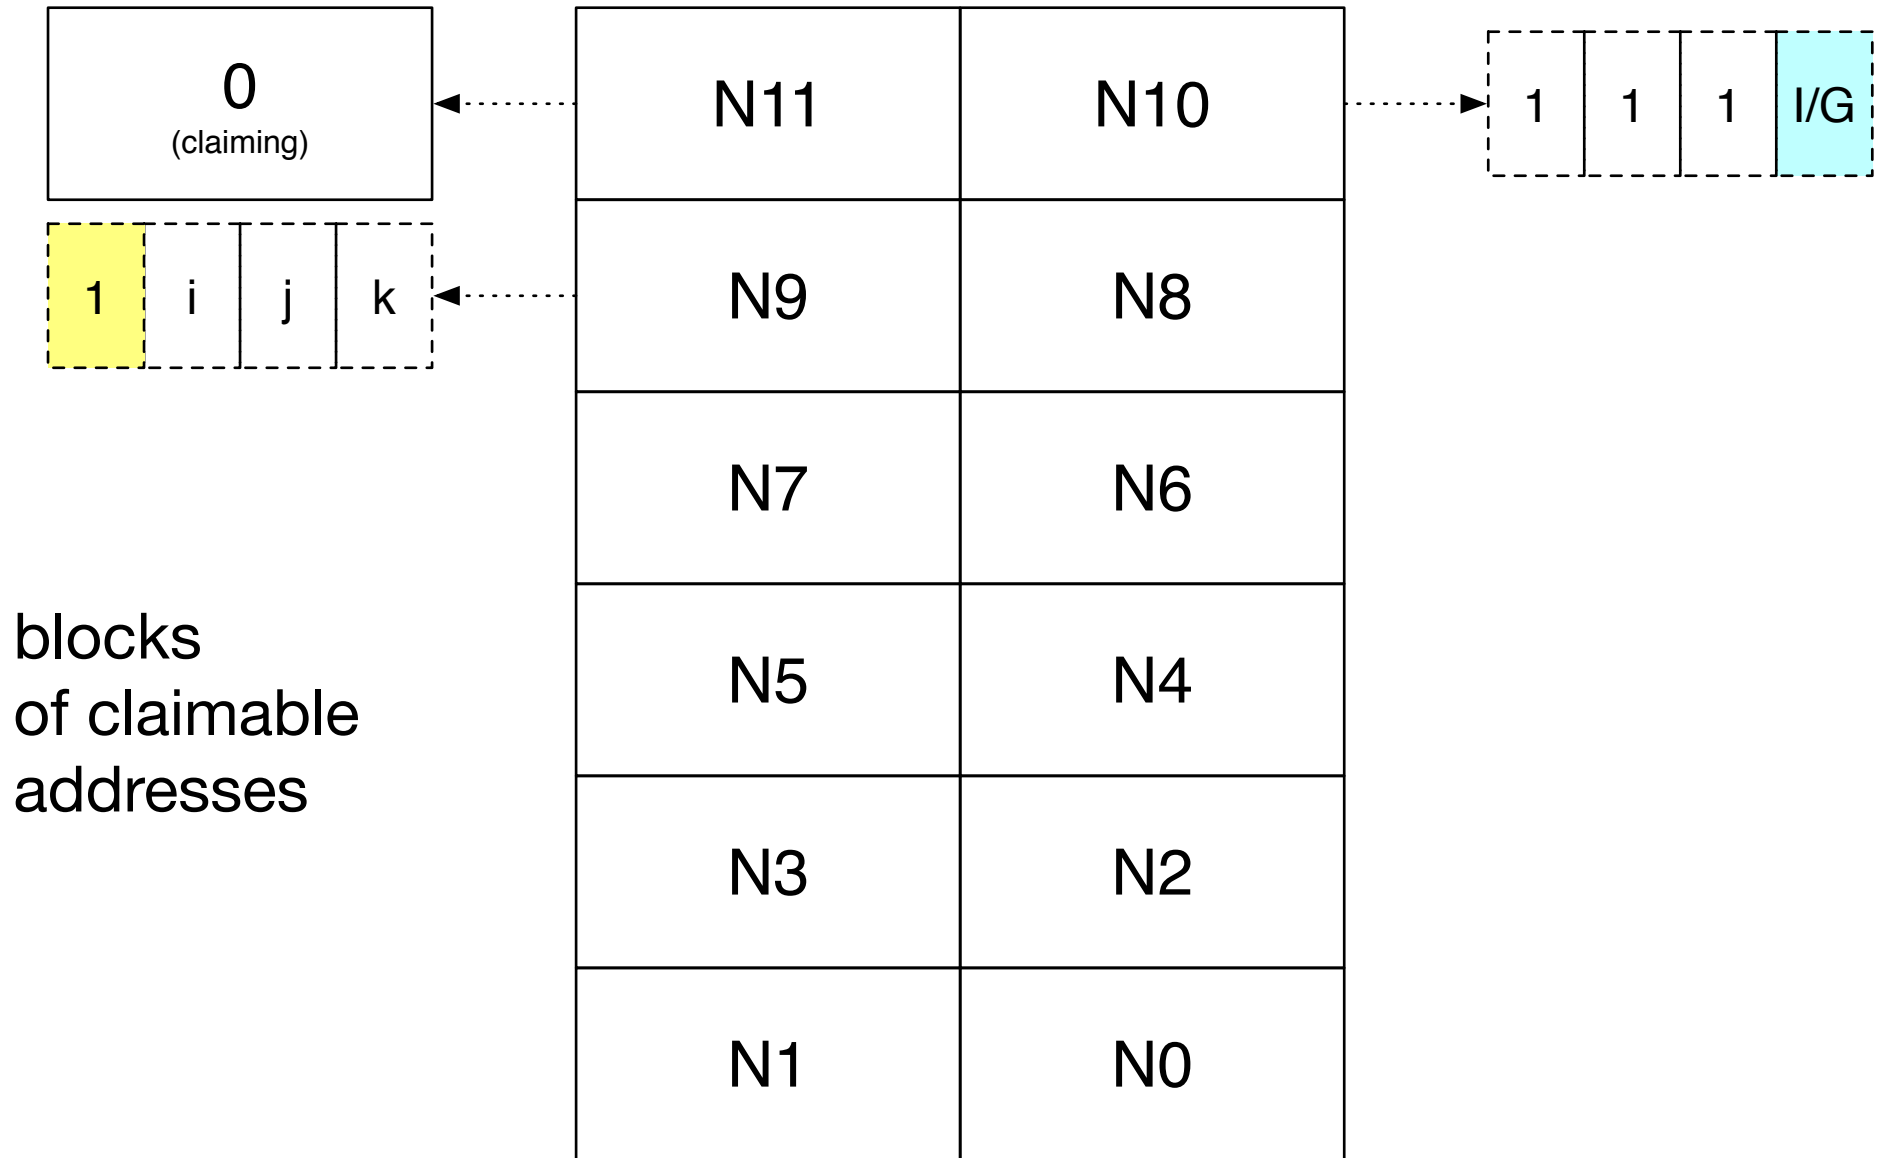 0
(claiming)
N11 N10
1 1 1 I/G
1 i j k
N9 N8
N7 N6
blocks
of claimable
addresses
N5 N4
N3 N2
N1 N0